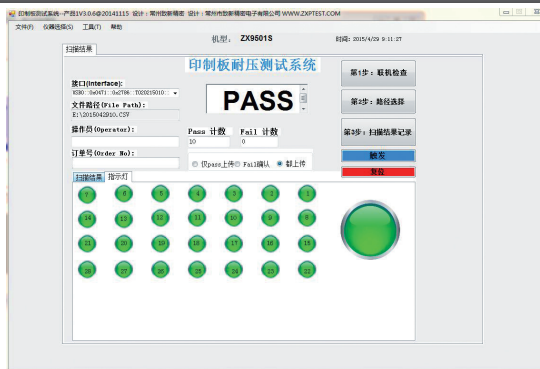 印制板测试系统---产品1V3.0.6@20141115 设计：常州致新精密 设计：常州市致新精密电子有限公司 WWW.ZXPTEST.COM
文件(F) 仪器选择(S) 工具(T) 帮助
机型: ZX9501S 时间: 2015/4/29 9:11:27
扫描结果
印制板耐压测试系统
接口(Interface):
USB0::0x0471::0x2786::T020215010::
文件路径(File Path):
E:\2015042910.CSV
操作员(Operator):
订单号(Order No):
PASS
Pass 计数 Fail 计数
10 0
仅pass上传 Fail确认 都上传
第1步：联机检查
第2步：路径选择
第3步：扫描结果记录
触发
复位
扫描结果 指示灯
7 6 5 4 3 2 1
14 13 12 11 10 9 8
21 20 19 18 17 16 15
28 27 26 25 24 23 22